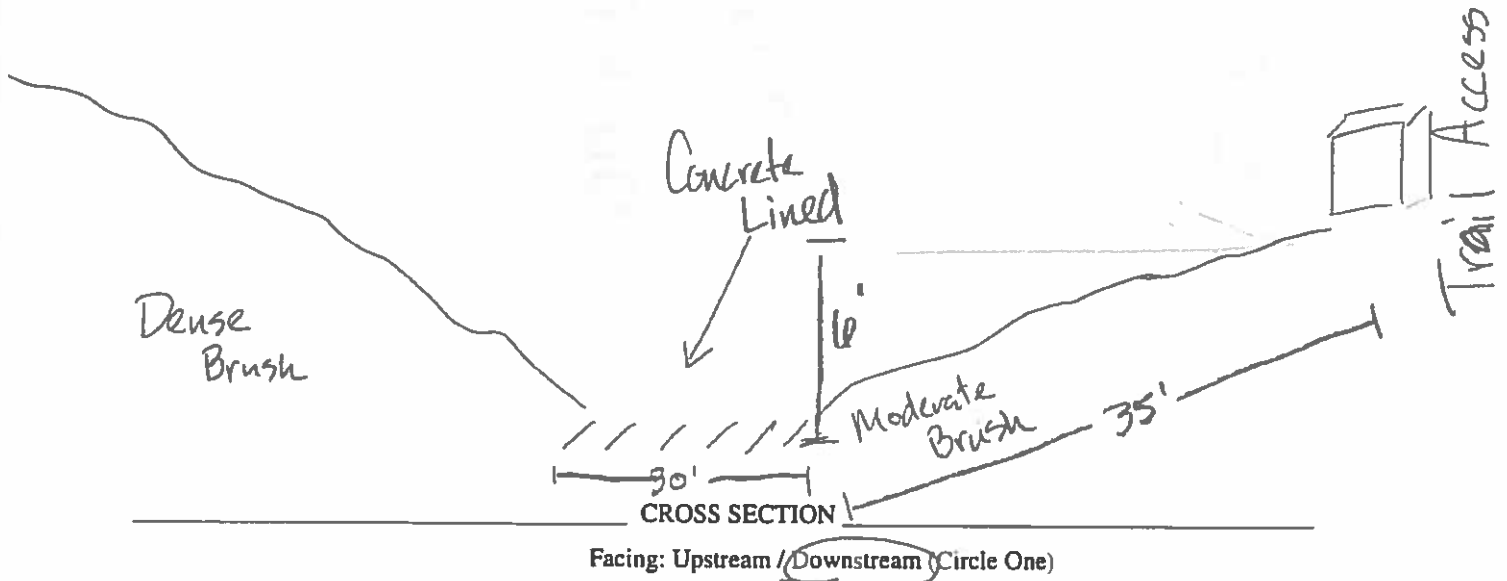 Trail Access
Concrete
Lined
6'
Dense
Brush
Moderate
Brush
35'
30'
CROSS SECTION
Facing: Upstream / Downstream (Circle One)